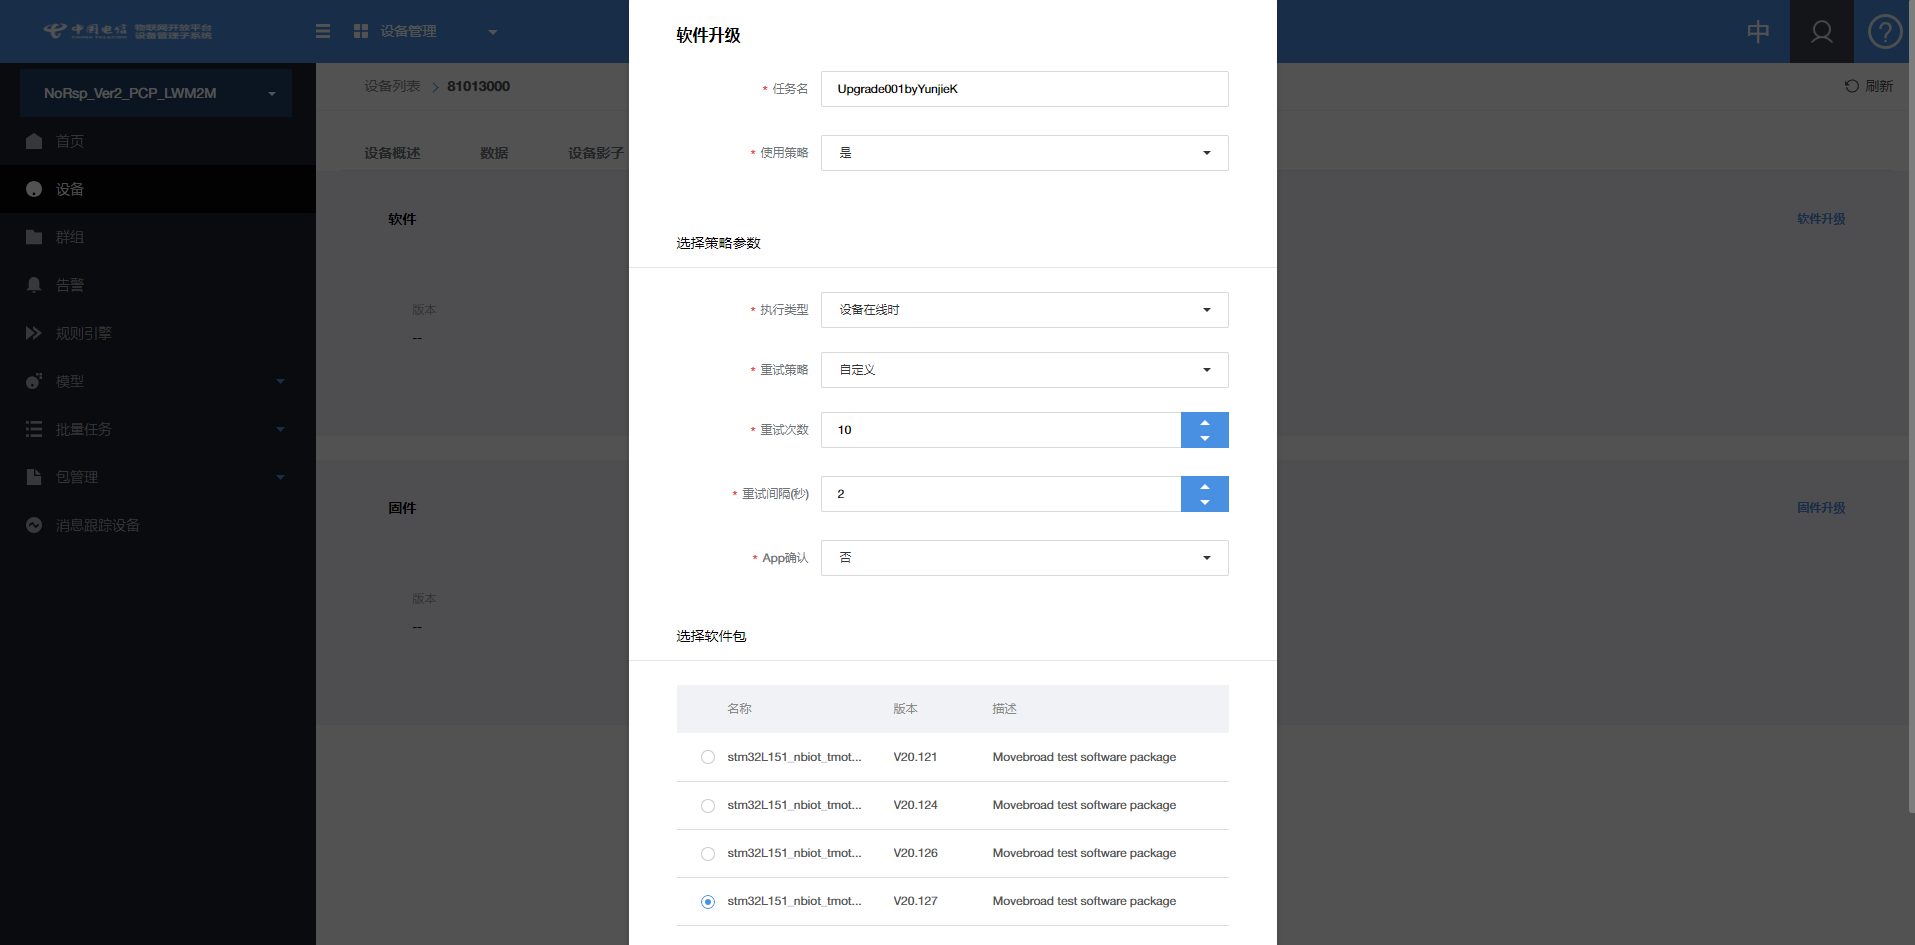 中国电信
CHINA TELECOM
物联网开放平台
设备管理子系统
设备管理
中
NoRsp_Ver2_PCP_LWM2M
首页
设备
群组
告警
规则引擎
模型
批量任务
包管理
消息跟踪设备
设备列表 > 81013000
刷新
设备概述 数据 设备影子
软件
软件升级
版本
--
固件
固件升级
版本
--
软件升级
* 任务名 Upgrade001byYunjieK
* 使用策略 是
选择策略参数
* 执行类型 设备在线时
* 重试策略 自定义
* 重试次数 10
* 重试间隔(秒) 2
* App确认 否
选择软件包
名称 版本 描述
stm32L151_nbiot_tmot... V20.121 Movebroad test software package
stm32L151_nbiot_tmot... V20.124 Movebroad test software package
stm32L151_nbiot_tmot... V20.126 Movebroad test software package
stm32L151_nbiot_tmot... V20.127 Movebroad test software package